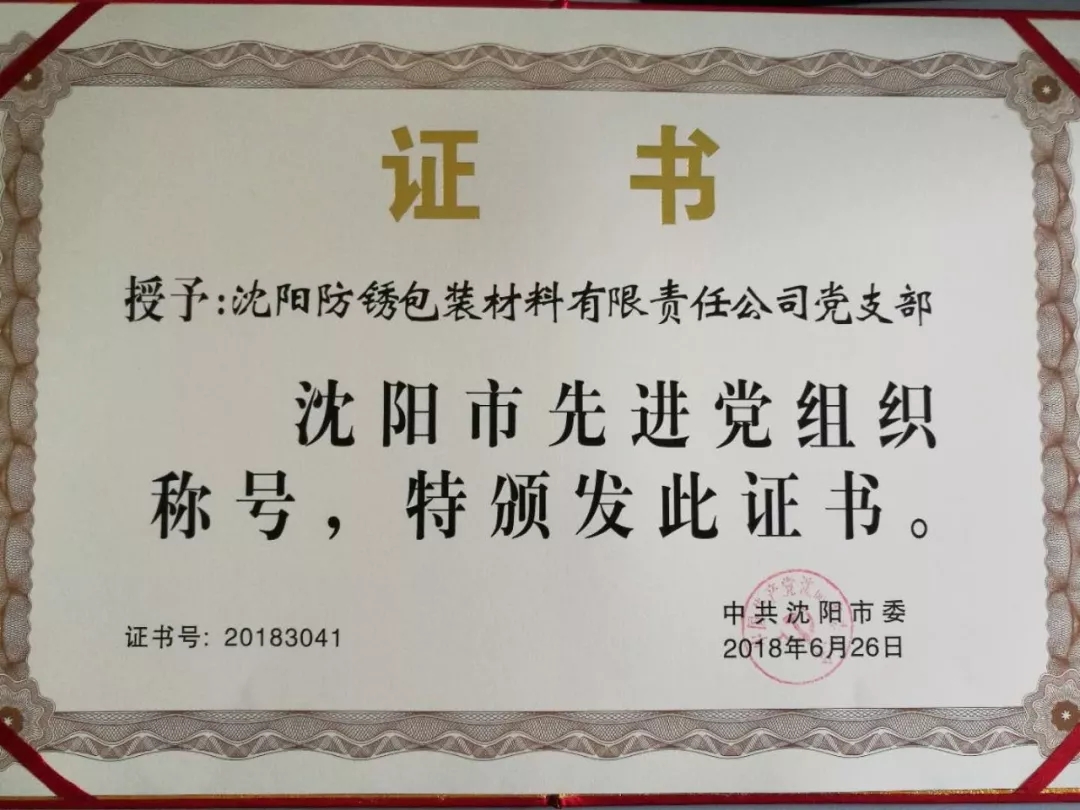 证书
授予:沈阳防锈包装材料有限责任公司党支部
沈阳市先进党组织
称号，特颁发此证书。
证书号: 20183041
中共沈阳市委
2018年6月26日